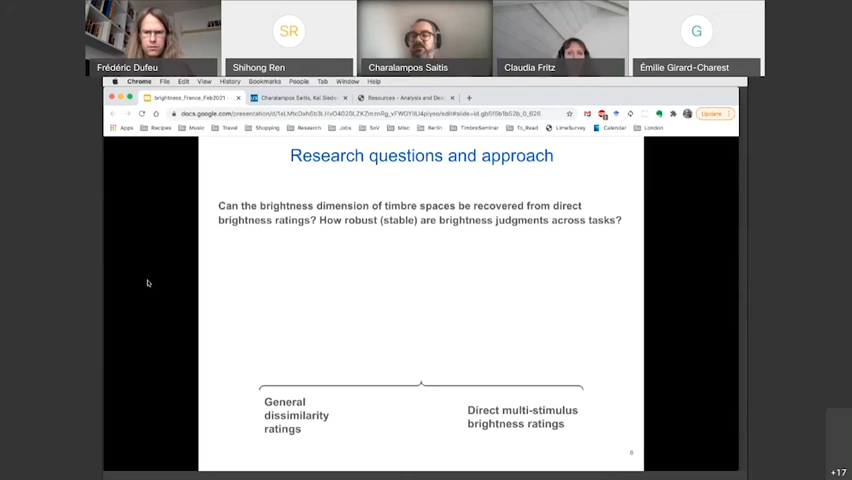 SR
G
Frédéric Dufeu
Shihong Ren
Charalampos Saitis
Claudia Fritz
Émilie Girard-Charest
Chrome File Edit View History Bookmarks People Tab Window Help
brightness_France_Feb2021
Charalampos Saitis, Kai Siede
Resources - Analysis and Des
Update
Apps Recipes Music Travel Shopping Research Jobs SoV Misc Berlin TimbreSeminar To_Read LimeSurvey Calendar London
Research questions and approach
Can the brightness dimension of timbre spaces be recovered from direct
brightness ratings? How robust (stable) are brightness judgments across tasks?
General
dissimilarity
ratings
Direct multi-stimulus
brightness ratings
6
+17